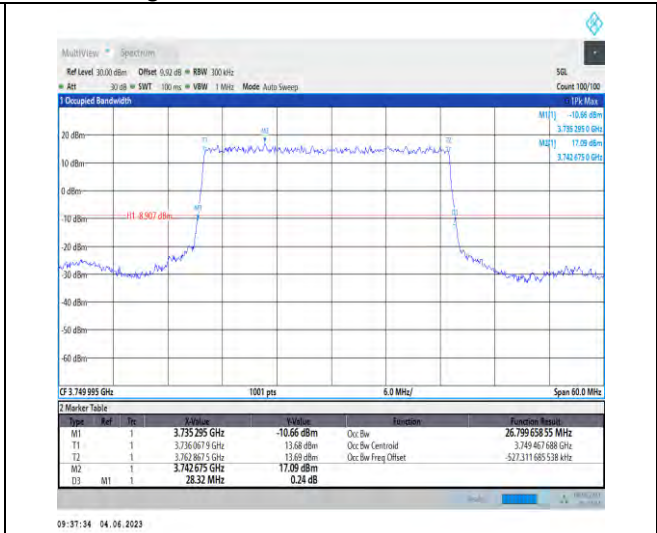 MultiView Spectrum
Ref Level 30.00 dBm Offset 9.92 dB RBW 300 kHz SGL
Att 30 dB SWT 100 ms VBW 1 MHz Mode Auto Sweep Count 100/100
1 Occupied Bandwidth 1Pk Max
M1[1] -10.66 dBm
3.735 295 0 GHz
M2[1] 17.09 dBm
3.742 675 0 GHz
20 dBm
M2
T1 T2
10 dBm
0 dBm
M1
H1 -8.907 dBm
D3
-10 dBm
-20 dBm
-30 dBm
-40 dBm
-50 dBm
-60 dBm
CF 3.749 995 GHz 1001 pts 6.0 MHz/ Span 60.0 MHz
2 Marker Table
Type Ref Trc X-Value Y-Value Function Function Result
M1 1 3.735 295 GHz -10.66 dBm Occ Bw 26.799 658 55 MHz
T1 1 3.736 067 9 GHz 13.68 dBm Occ Bw Centroid 3.749 467 688 GHz
T2 1 3.762 867 5 GHz 13.69 dBm Occ Bw Freq Offset -527.311 685 538 kHz
M2 1 3.742 675 GHz 17.09 dBm
D3 M1 1 28.32 MHz 0.24 dB
09:37:34 04.06.2023